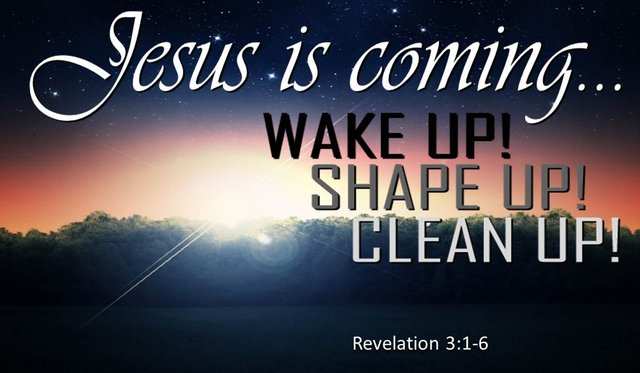 Jesus is coming...
WAKE UP!
SHAPE UP!
CLEAN UP!
Revelation 3:1-6